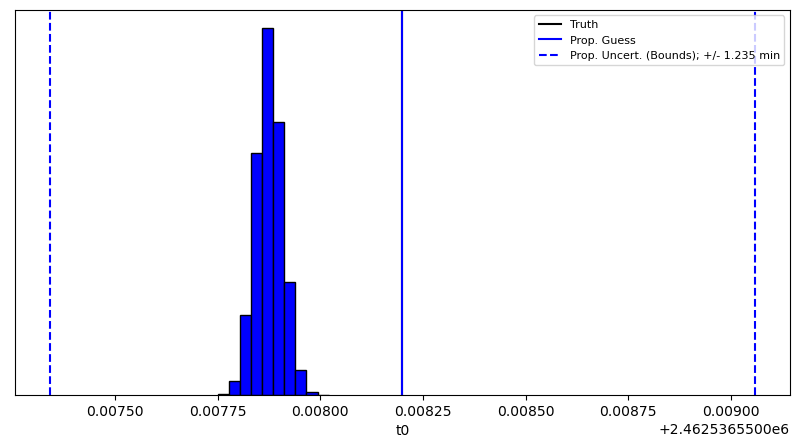 Truth
Prop. Guess
Prop. Uncert. (Bounds); +/- 1.235 min
0.00750 0.00775 0.00800 0.00825 0.00850 0.00875 0.00900
t0
+2.4625365500e6